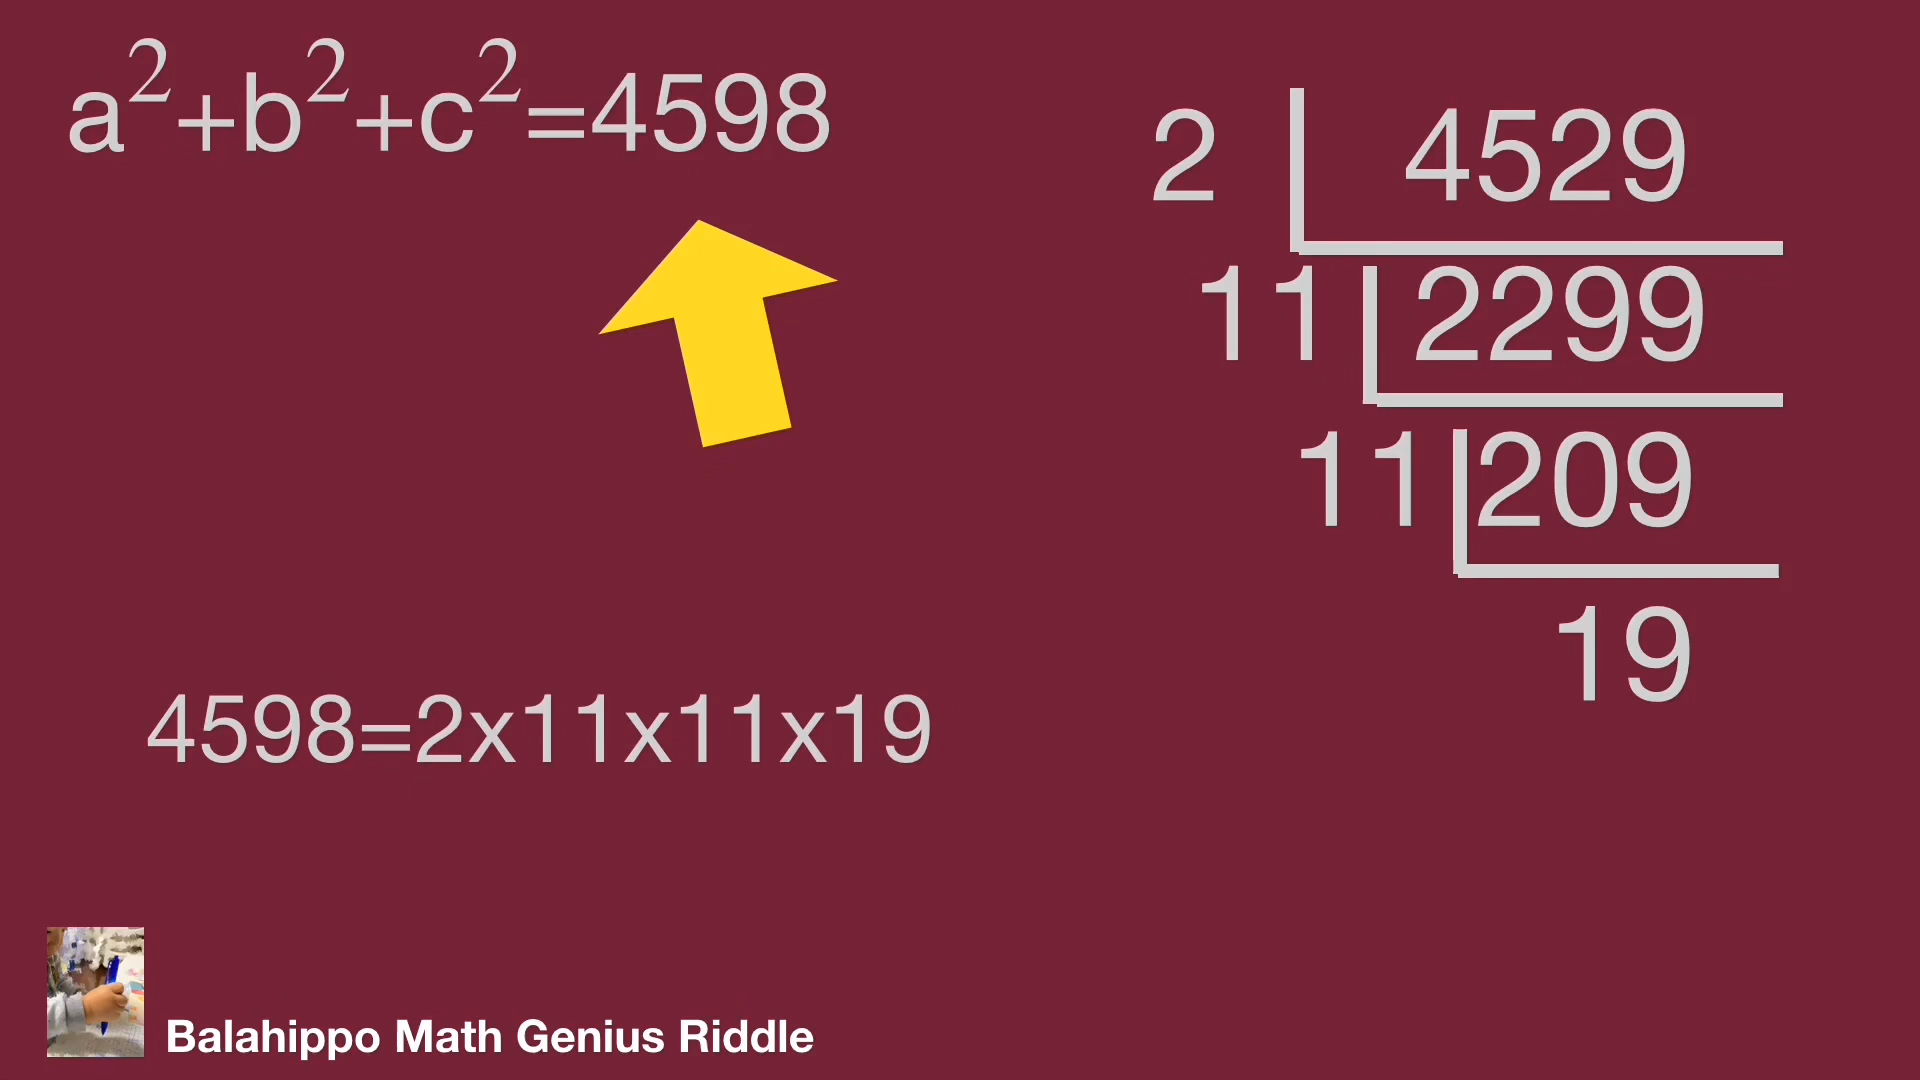 a²+b²+c²=4598
2 4529
11 2299
11 209
19
4598=2x11x11x19
Balahippo Math Genius Riddle